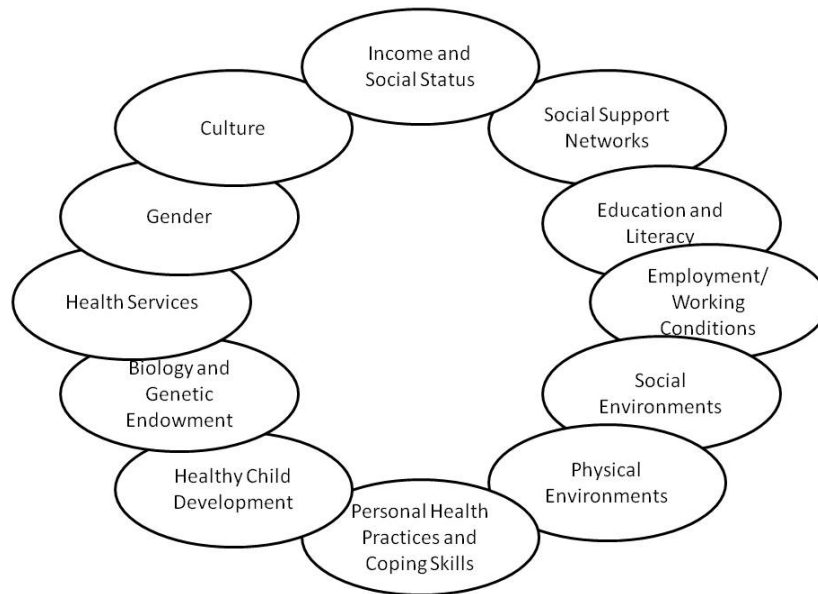 Income and
Social Status
Social Support
Networks
Education and
Literacy
Employment/
Working
Conditions
Social
Environments
Physical
Environments
Personal Health
Practices and
Coping Skills
Healthy Child
Development
Biology and
Genetic
Endowment
Health Services
Gender
Culture